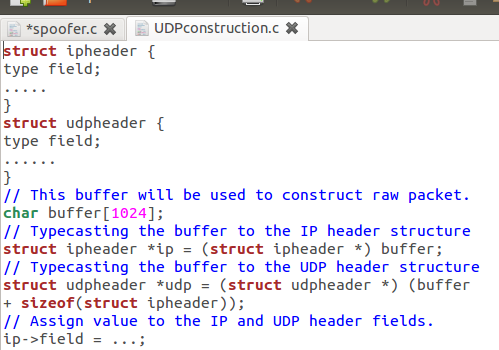 *spoofer.c UDPconstruction.c
struct ipheader {
type field;
.....
}
struct udpheader {
type field;
......
}
// This buffer will be used to construct raw packet.
char buffer[1024];
// Typecasting the buffer to the IP header structure
struct ipheader *ip = (struct ipheader *) buffer;
// Typecasting the buffer to the UDP header structure
struct udpheader *udp = (struct udpheader *) (buffer
+ sizeof(struct ipheader));
// Assign value to the IP and UDP header fields.
ip->field = ...;